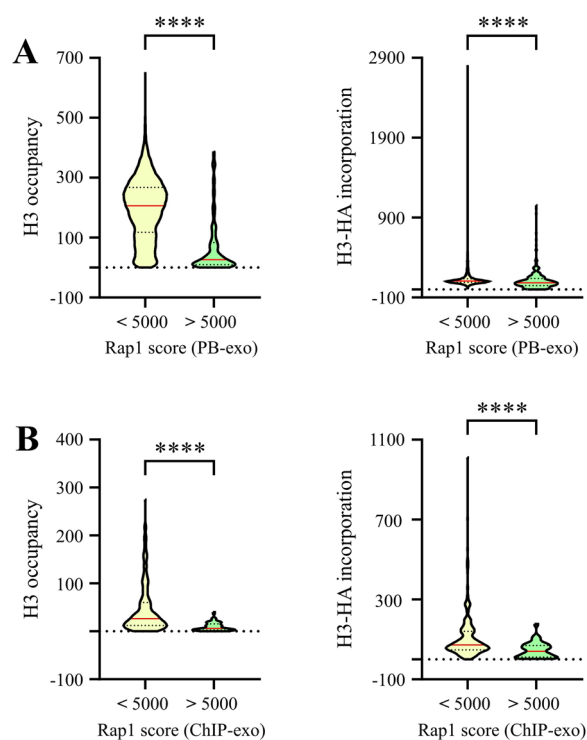 A
****
****
700
500
300
100
-100
H3 occupancy
< 5000 > 5000
Rap1 score (PB-exo)
2900
1900
900
-100
H3-HA incorporation
< 5000 > 5000
Rap1 score (PB-exo)
B
****
****
400
300
200
100
-100
H3 occupancy
< 5000 > 5000
Rap1 score (ChIP-exo)
1100
700
300
-100
H3-HA incorporation
< 5000 > 5000
Rap1 score (ChIP-exo)